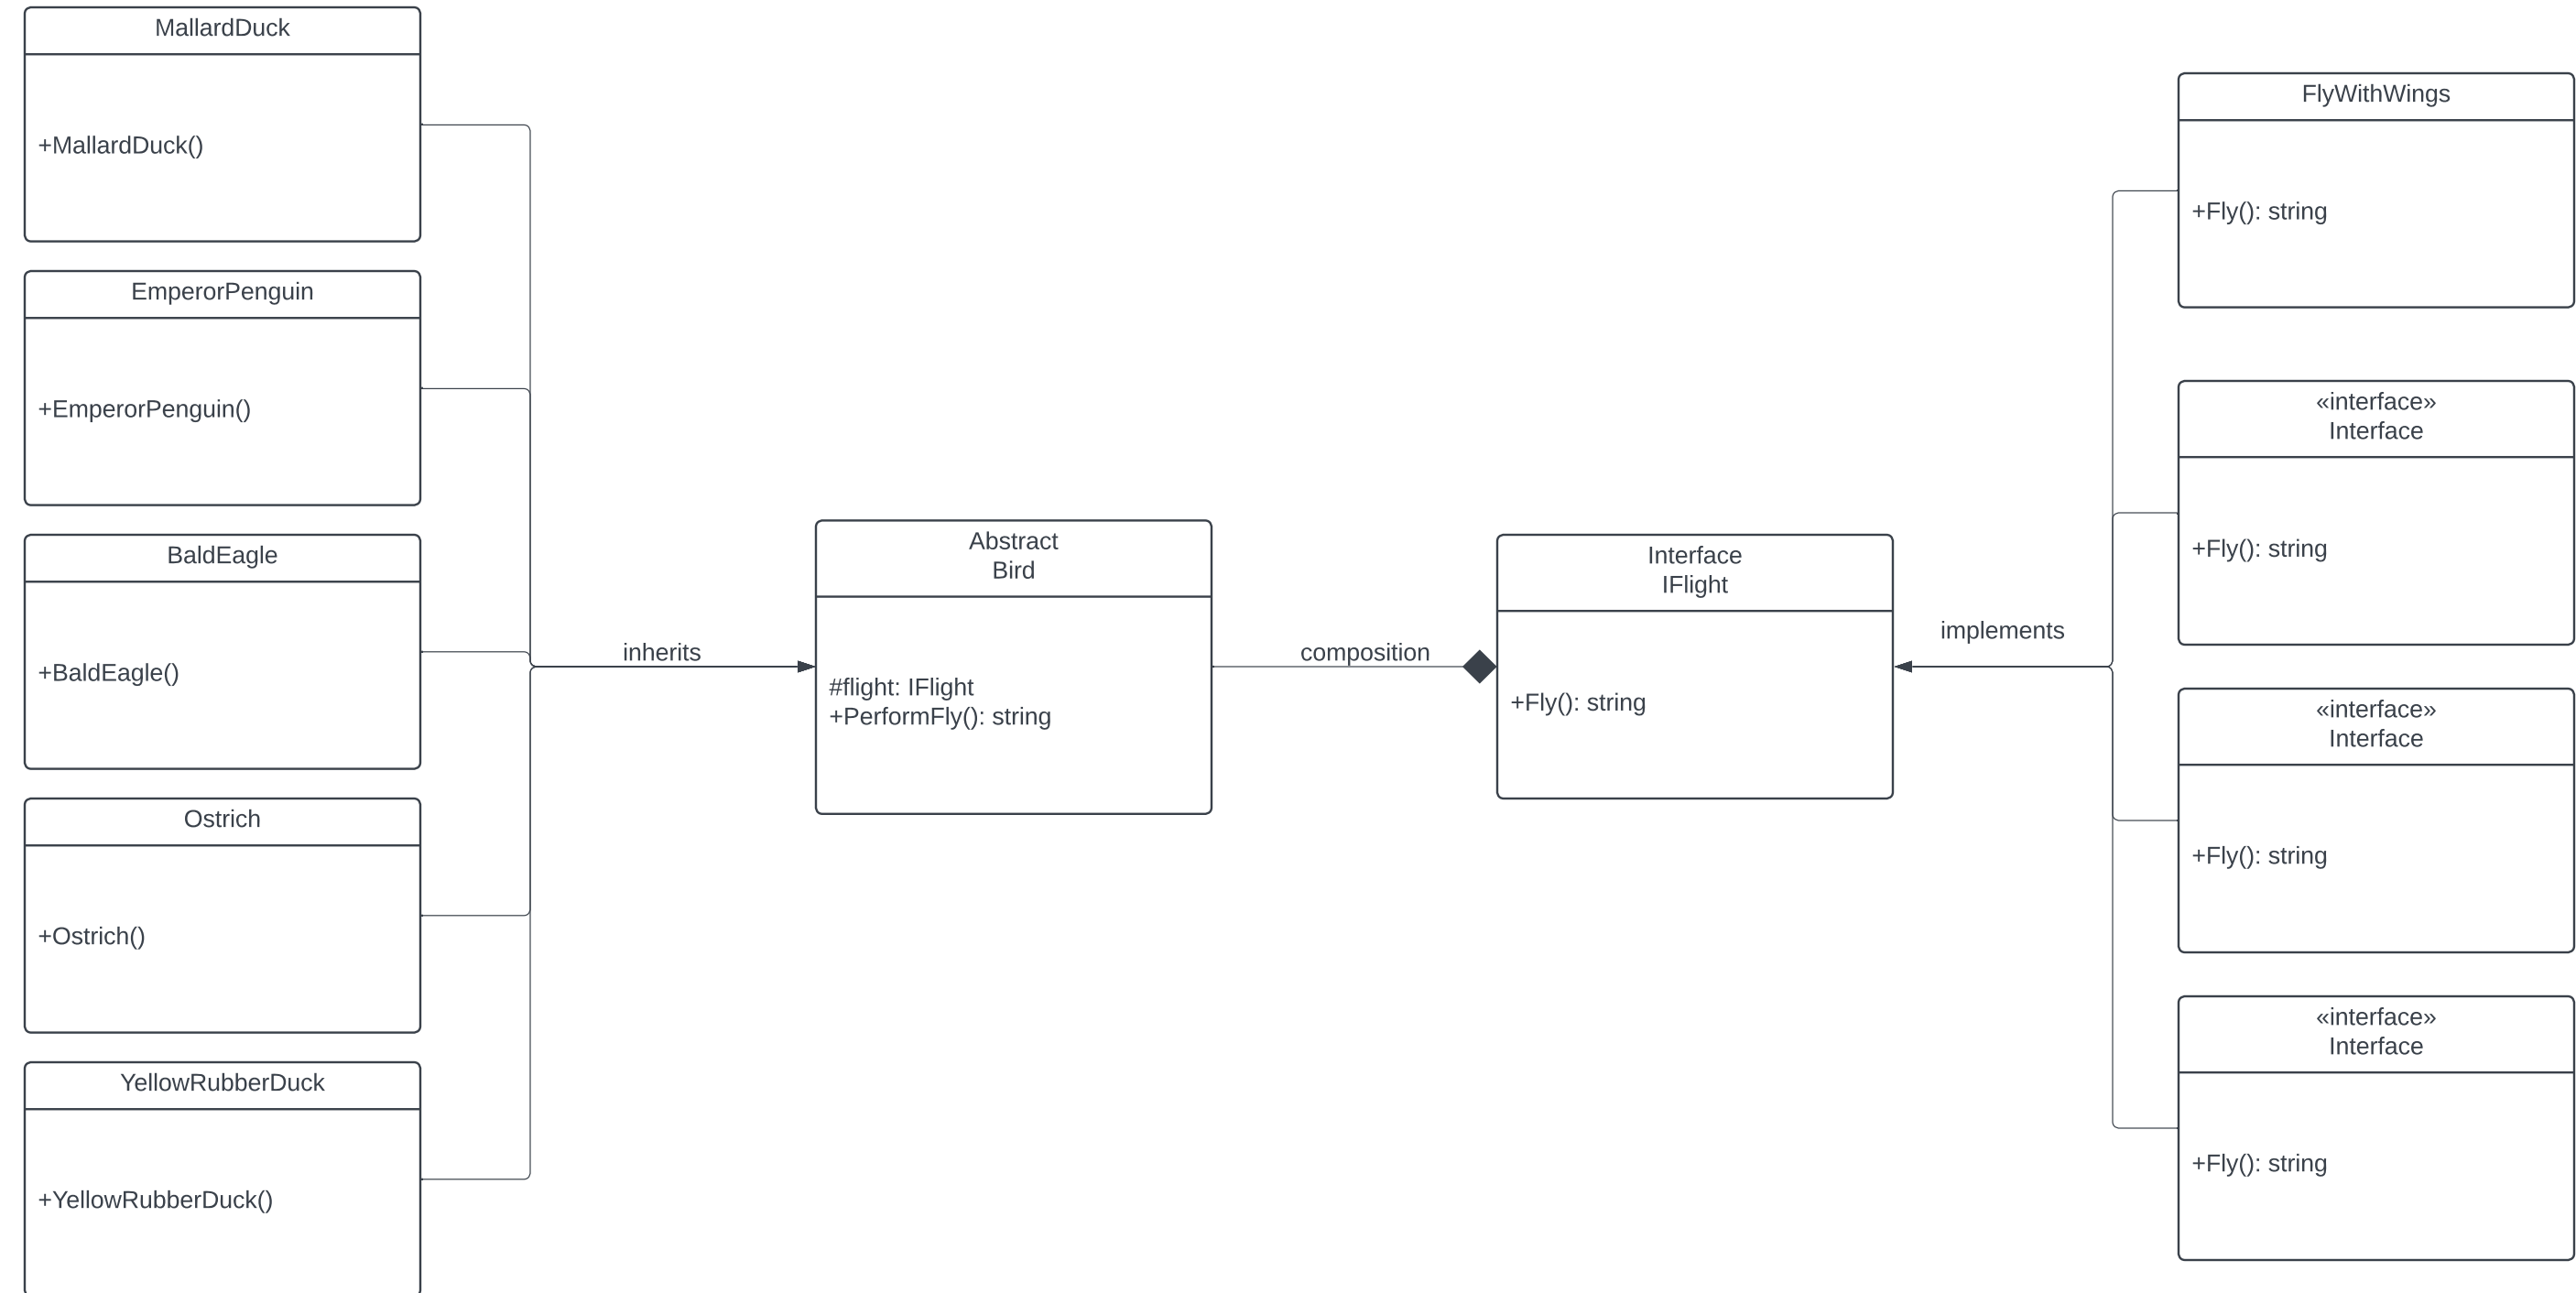 MallardDuck
+MallardDuck()
EmperorPenguin
+EmperorPenguin()
BaldEagle
+BaldEagle()
Ostrich
+Ostrich()
YellowRubberDuck
+YellowRubberDuck()
inherits
Abstract
Bird
#flight: IFlight
+PerformFly(): string
composition
Interface
IFlight
+Fly(): string
implements
FlyWithWings
+Fly(): string
«interface»
Interface
+Fly(): string
«interface»
Interface
+Fly(): string
«interface»
Interface
+Fly(): string